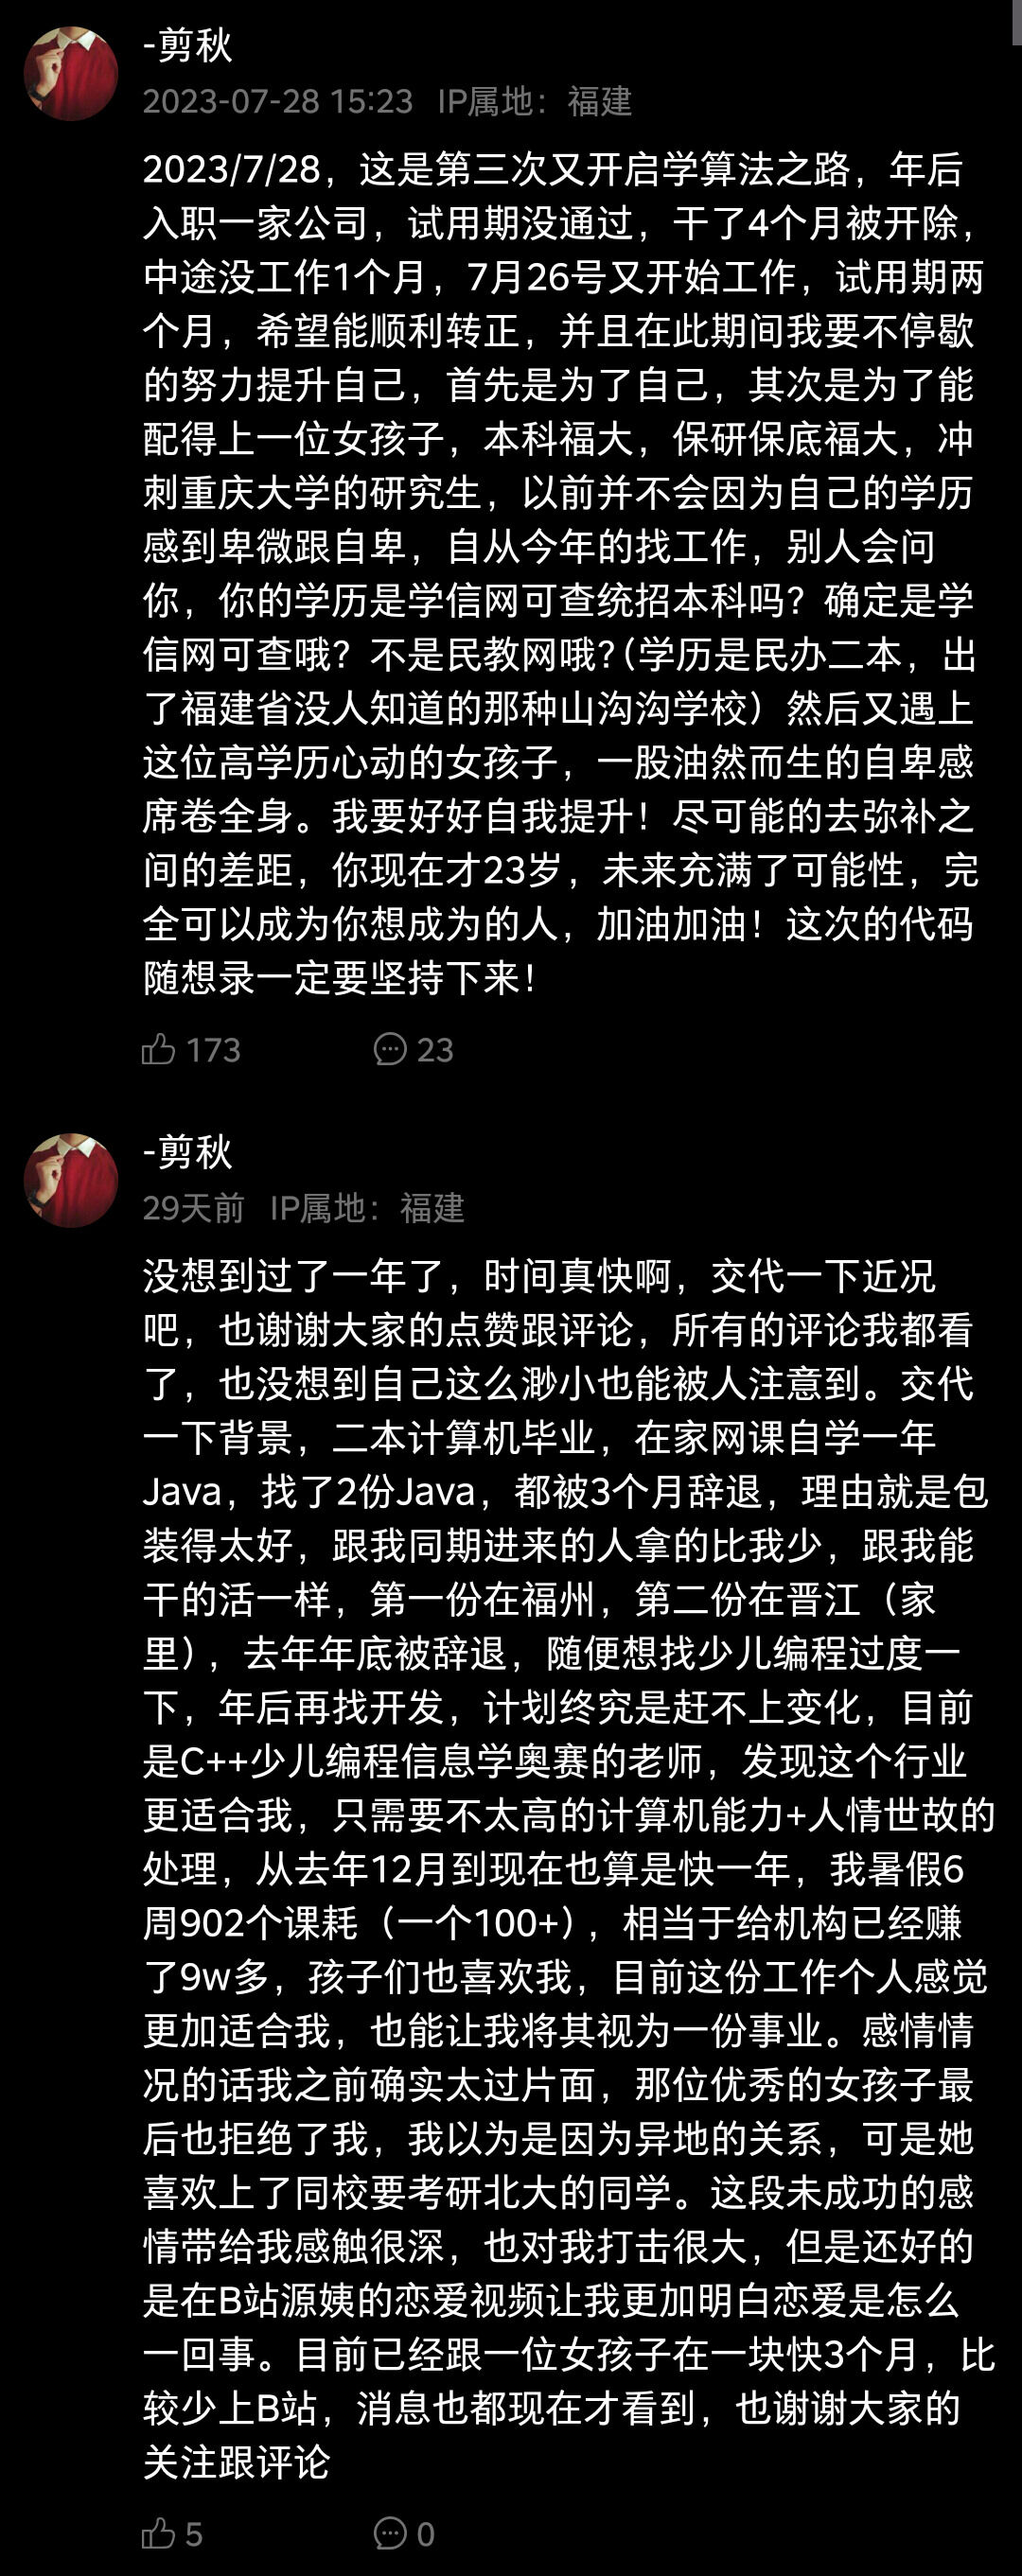 -剪秋
2023-07-28 15:23 IP属地：福建
2023/7/28，这是第三次又开启学算法之路，年后
入职一家公司，试用期没通过，干了4个月被开除，
中途没工作1个月，7月26号又开始工作，试用期两
个月，希望能顺利转正，并且在此期间我要不停歇
的努力提升自己，首先是为了自己，其次是为了能
配得上一位女孩子，本科福大，保研保底福大，冲
刺重庆大学的研究生，以前并不会因为自己的学历
感到卑微跟自卑，自从今年的找工作，别人会问
你，你的学历是学信网可查统招本科吗？确定是学
信网可查哦？不是民教网哦？(学历是民办二本，出
了福建省没人知道的那种山沟沟学校）然后又遇上
这位高学历心动的女孩子，一股油然而生的自卑感
席卷全身。我要好好自我提升！尽可能的去弥补之
间的差距，你现在才23岁，未来充满了可能性，完
全可以成为你想成为的人，加油加油！这次的代码
随想录一定要坚持下来！
173 23
-剪秋
29天前 IP属地：福建
没想到过了一年了，时间真快啊，交代一下近况
吧，也谢谢大家的点赞跟评论，所有的评论我都看
了，也没想到自己这么渺小也能被人注意到。交代
一下背景，二本计算机毕业，在家网课自学一年
Java，找了2份Java，都被3个月辞退，理由就是包
装得太好，跟我同期进来的人拿的比我少，跟我能
干的活一样，第一份在福州，第二份在晋江（家
里），去年年底被辞退，随便想找少儿编程过度一
下，年后再找开发，计划终究是赶不上变化，目前
是C++少儿编程信息学奥赛的老师，发现这个行业
更适合我，只需要不太高的计算机能力+人情世故的
处理，从去年12月到现在也算是快一年，我暑假6
周902个课耗（一个100+），相当于给机构已经赚
了9w多，孩子们也喜欢我，目前这份工作个人感觉
更加适合我，也能让我将其视为一份事业。感情情
况的话我之前确实太过片面，那位优秀的女孩子最
后也拒绝了我，我以为是因为异地的关系，可是她
喜欢上了同校要考研北大的同学。这段未成功的感
情带给我感触很深，也对我打击很大，但是还好的
是在B站源姨的恋爱视频让我更加明白恋爱是怎么
一回事。目前已经跟一位女孩子在一块快3个月，比
较少上B站，消息也都现在才看到，也谢谢大家的
关注跟评论
5 0